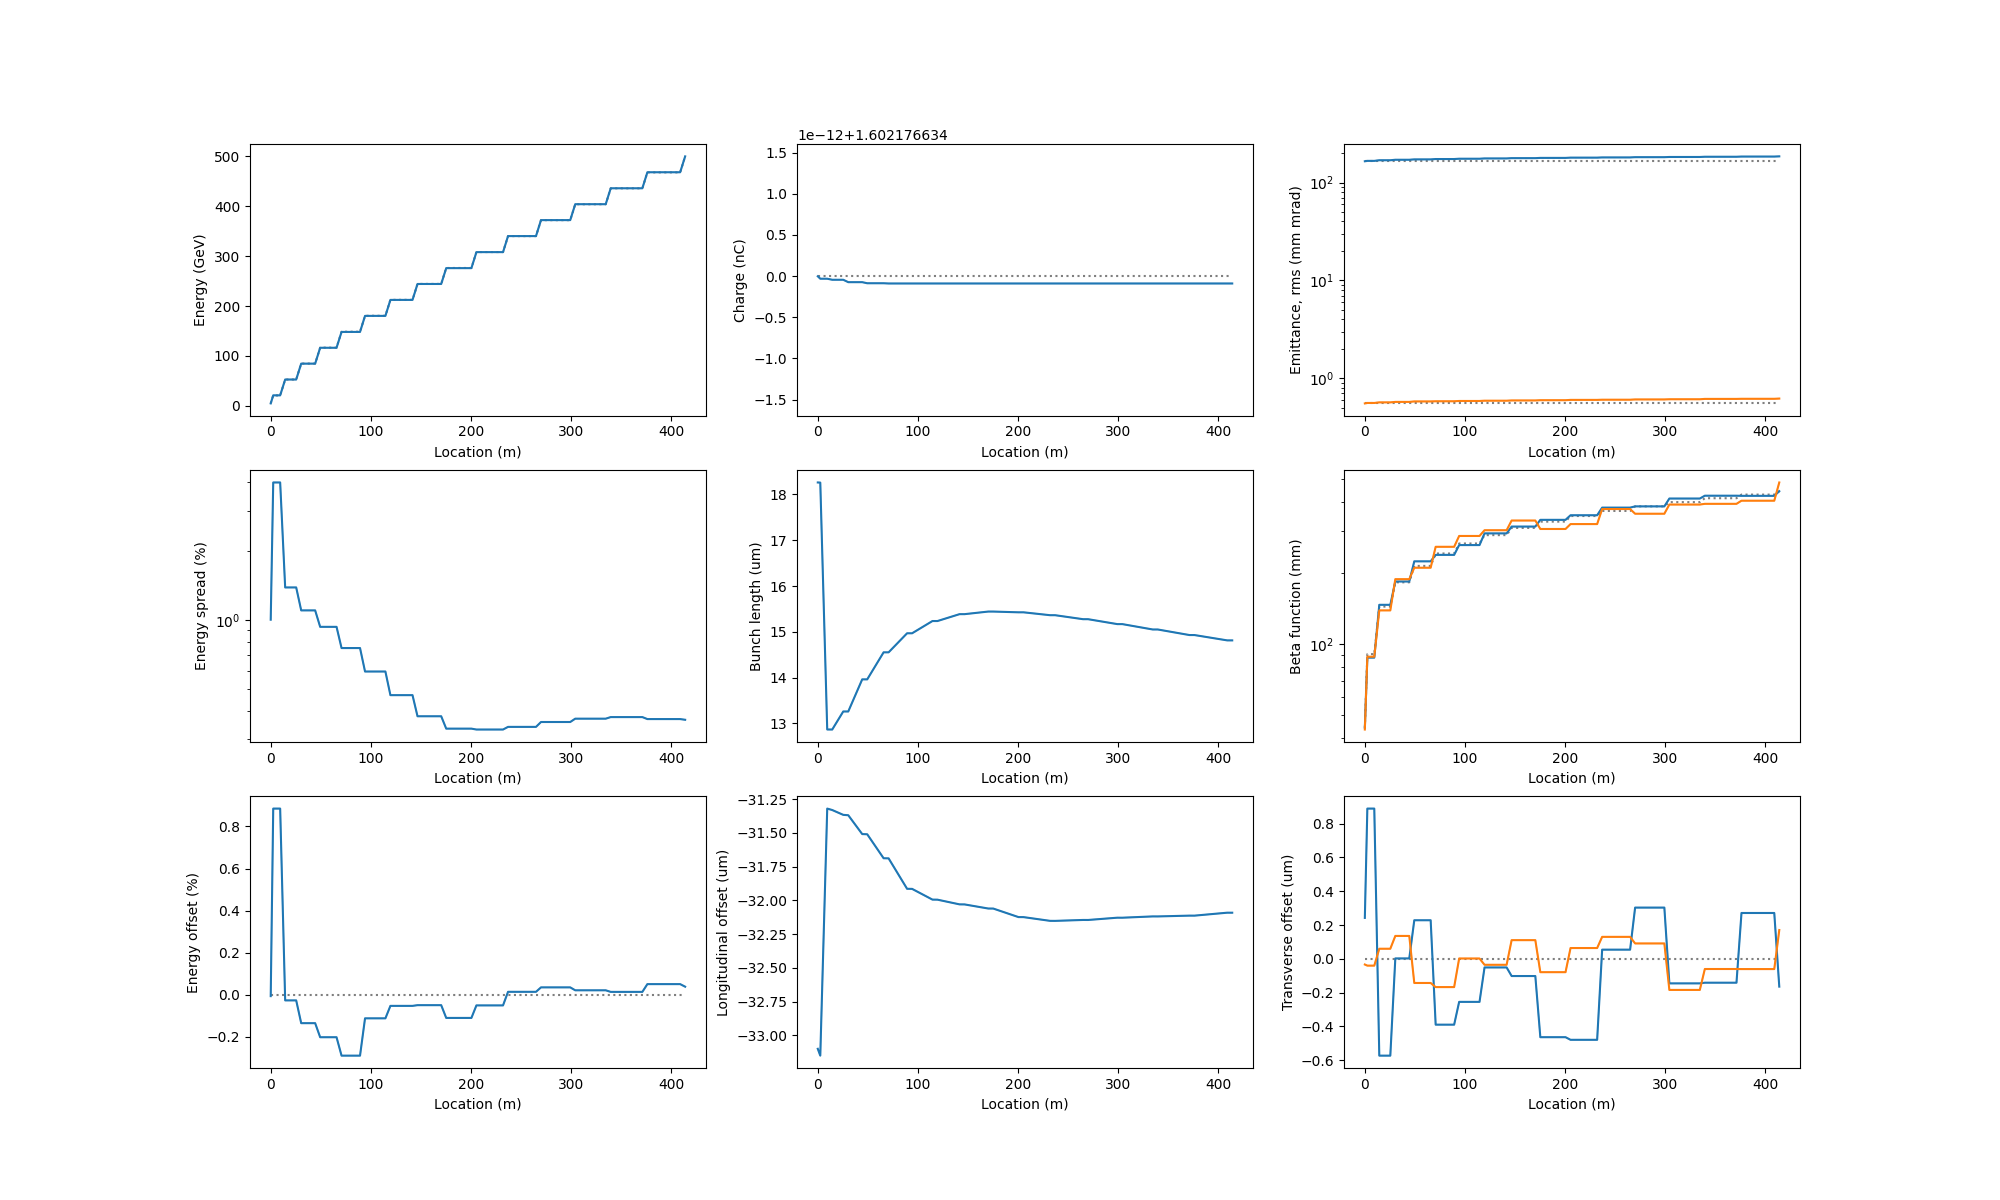 500
400
300
200
100
0
Energy (GeV)
0 100 200 300 400
Location (m)
1e−12+1.602176634
1.5
1.0
0.5
0.0
−0.5
−1.0
−1.5
Charge (nC)
0 100 200 300 400
Location (m)
10²
10¹
10⁰
Emittance, rms (mm mrad)
0 100 200 300 400
Location (m)
10⁰
Energy spread (%)
0 100 200 300 400
Location (m)
18
17
16
15
14
13
Bunch length (um)
0 100 200 300 400
Location (m)
10²
Beta function (mm)
0 100 200 300 400
Location (m)
0.8
0.6
0.4
0.2
0.0
−0.2
Energy offset (%)
0 100 200 300 400
Location (m)
−31.25
−31.50
−31.75
−32.00
−32.25
−32.50
−32.75
−33.00
Longitudinal offset (um)
0 100 200 300 400
Location (m)
0.8
0.6
0.4
0.2
0.0
−0.2
−0.4
−0.6
Transverse offset (um)
0 100 200 300 400
Location (m)